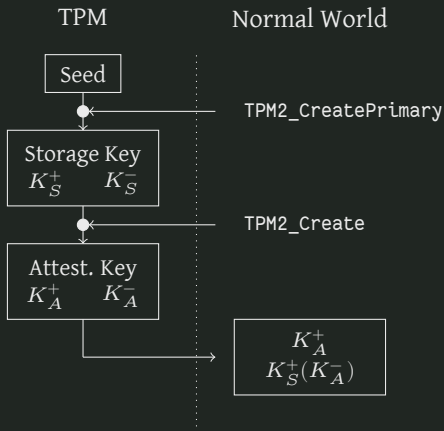 TPM Normal World
Seed
TPM2_CreatePrimary
Storage Key
K_S^+ K_S^-
TPM2_Create
Attest. Key
K_A^+ K_A^-
K_A^+
K_S^+(K_A^-)